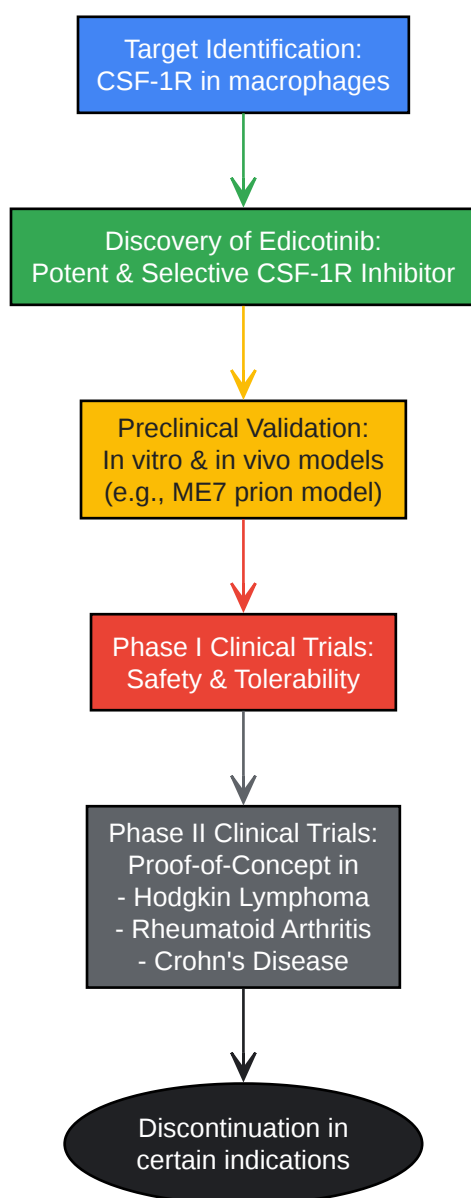 Target Identification:
CSF-1R in macrophages
Discovery of Edicotinib:
Potent & Selective CSF-1R Inhibitor
Preclinical Validation:
In vitro & in vivo models
(e.g., ME7 prion model)
Phase I Clinical Trials:
Safety & Tolerability
Phase II Clinical Trials:
Proof-of-Concept in
- Hodgkin Lymphoma
- Rheumatoid Arthritis
- Crohn's Disease
Discontinuation in
certain indications